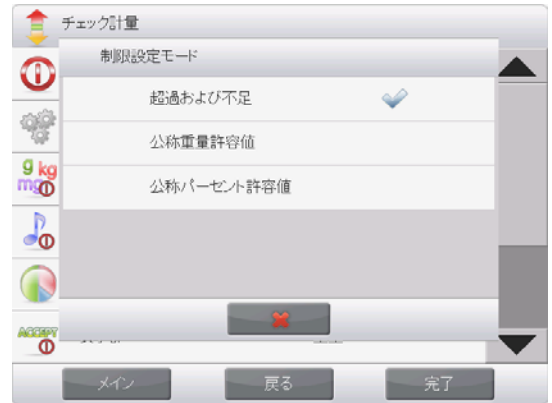 チェック計量
制限設定モード
超過および不足
公称重量許容値
公称パーセント許容値
g kg
mg
ACCEPT
メイン
戻る
完了